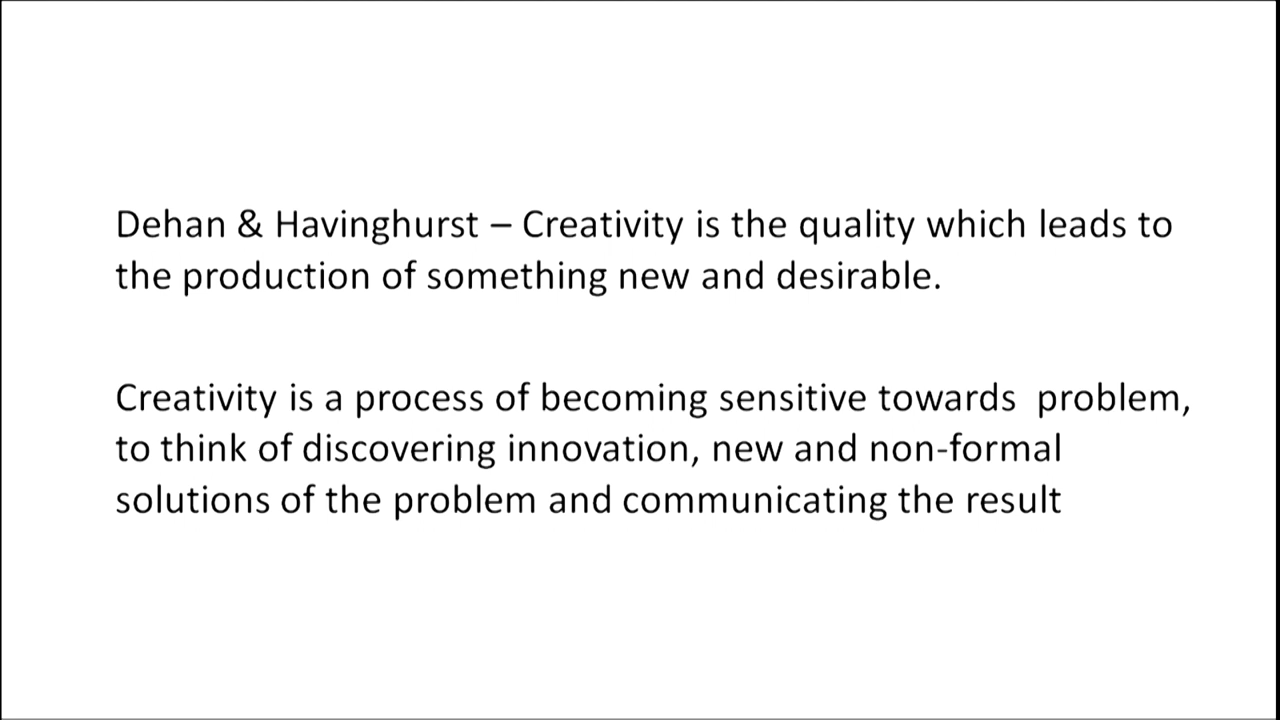 Dehan & Havinghurst – Creativity is the quality which leads to
the production of something new and desirable.
Creativity is a process of becoming sensitive towards  problem,
to think of discovering innovation, new and non-formal
solutions of the problem and communicating the result